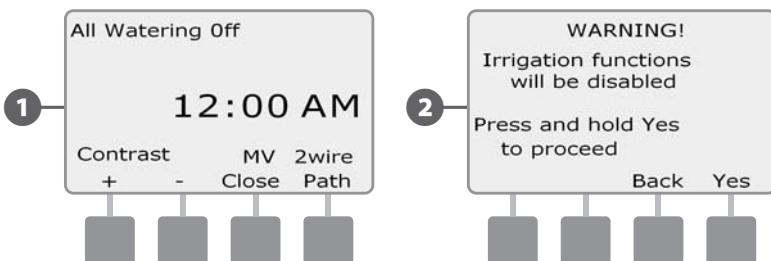 1
All Watering Off
12:00 AM
Contrast MV 2wire
+ - Close Path
2
WARNING!
Irrigation functions
will be disabled
Press and hold Yes
to proceed
Back Yes